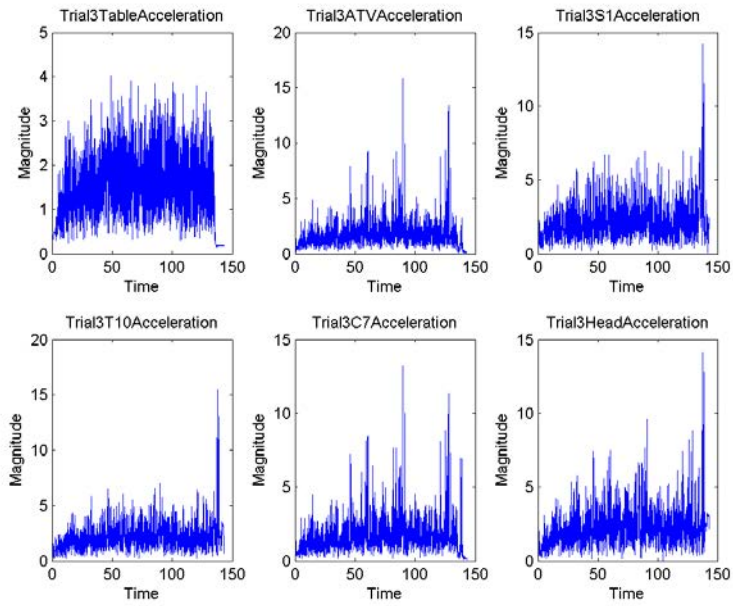 Trial3TableAcceleration
5
4
3
2
1
0
0 50 100 150
Magnitude
Time
Trial3ATVAcceleration
20
15
10
5
0
0 50 100 150
Magnitude
Time
Trial3S1Acceleration
15
10
5
0
0 50 100 150
Magnitude
Time
Trial3T10Acceleration
20
15
10
5
0
0 50 100 150
Magnitude
Time
Trial3C7Acceleration
15
10
5
0
0 50 100 150
Magnitude
Time
Trial3HeadAcceleration
15
10
5
0
0 50 100 150
Magnitude
Time